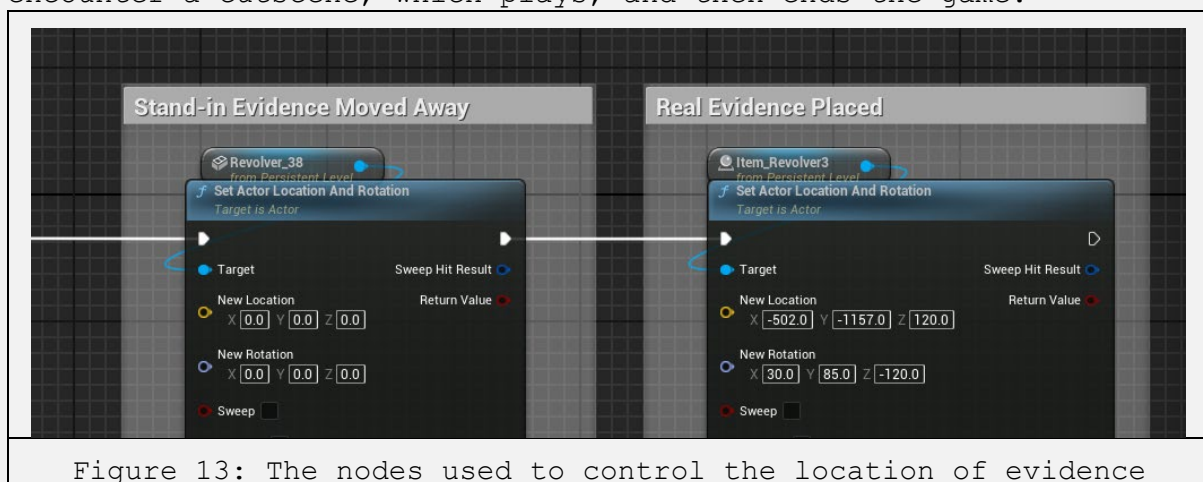 encounter a cutscene, which plays, and then ends the game.
Stand-in Evidence Moved Away
Real Evidence Placed
Revolver_38
from Persistent Level
Item_Revolver3
from Persistent Level
f Set Actor Location And Rotation
Target is Actor
f Set Actor Location And Rotation
Target is Actor
Target Sweep Hit Result
Target Sweep Hit Result
New Location Return Value
X 0.0 Y 0.0 Z 0.0
New Location Return Value
X -502.0 Y -1157.0 Z 120.0
New Rotation
X 0.0 Y 0.0 Z 0.0
New Rotation
X 30.0 Y 85.0 Z -120.0
Sweep
Sweep
Figure 13: The nodes used to control the location of evidence